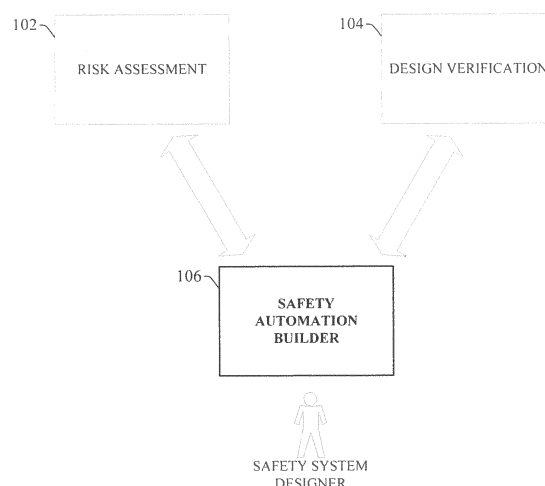 102
RISK ASSESSMENT
104
DESIGN VERIFICATION
106
SAFETY
AUTOMATION
BUILDER
SAFETY SYSTEM
DESIGNER